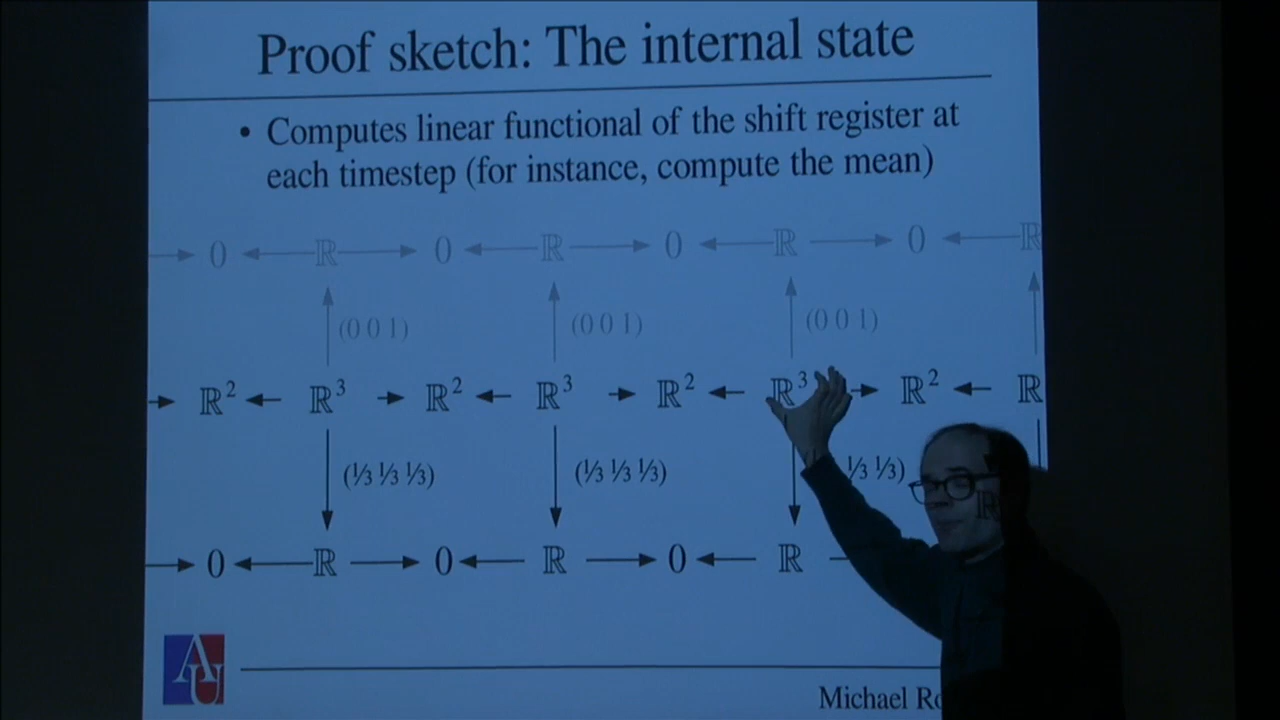 Proof sketch: The internal state
• Computes linear functional of the shift register at
each timestep (for instance, compute the mean)
→ 0 ← ℝ → 0 ← ℝ → 0 ← ℝ → 0 ← ℝ
(0 0 1) (0 0 1) (0 0 1)
→ ℝ² ← ℝ³ → ℝ² ← ℝ³ → ℝ² ← ℝ³ → ℝ² ← ℝ
(⅓ ⅓ ⅓) (⅓ ⅓ ⅓) ⅓ ⅓)
→ 0 ← ℝ → 0 ← ℝ → 0 ← ℝ
AU
Michael